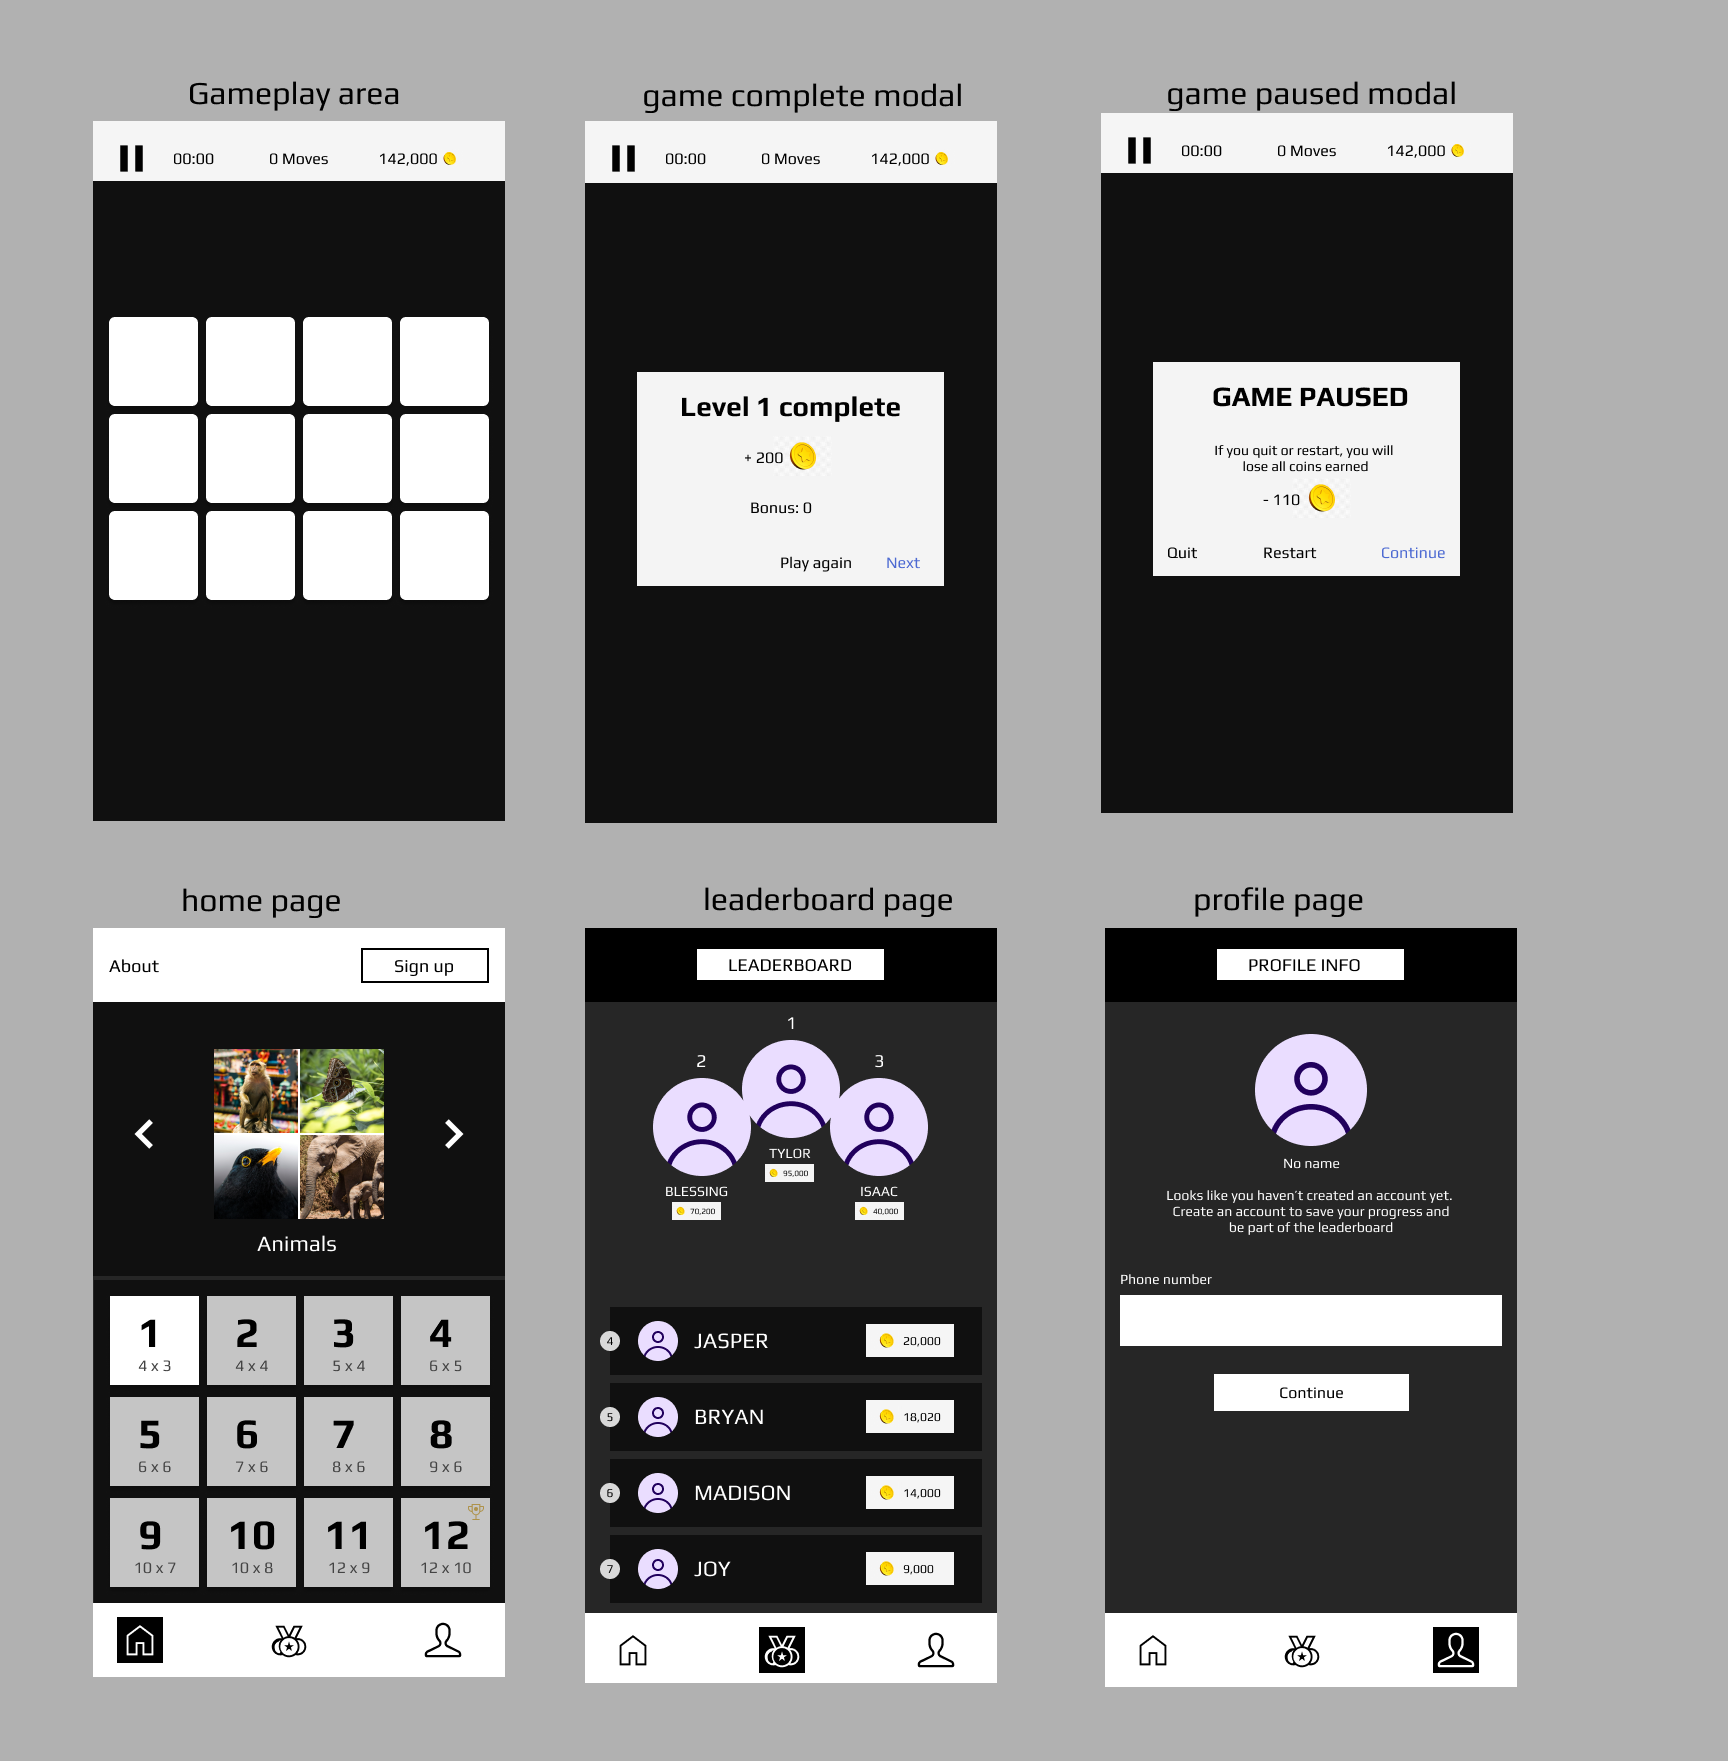 Gameplay area
00:00
0 Moves
142,000
game complete modal
00:00
0 Moves
142,000
Level 1 complete
+ 200
Bonus: 0
Play again
Next
game paused modal
00:00
0 Moves
142,000
GAME PAUSED
If you quit or restart, you will
lose all coins earned
- 110
Quit
Restart
Continue
home page
About
Sign up
Animals
1
4 x 3
2
4 x 4
3
5 x 4
4
6 x 5
5
6 x 6
6
7 x 6
7
8 x 6
8
9 x 6
9
10 x 7
10
10 x 8
11
12 x 9
12
12 x 10
leaderboard page
LEADERBOARD
1
2
3
TYLOR
95,000
BLESSING
70,200
ISAAC
40,000
4
JASPER
20,000
5
BRYAN
18,020
6
MADISON
14,000
7
JOY
9,000
profile page
PROFILE INFO
No name
Looks like you haven’t created an account yet.
Create an account to save your progress and
be part of the leaderboard
Phone number
Continue